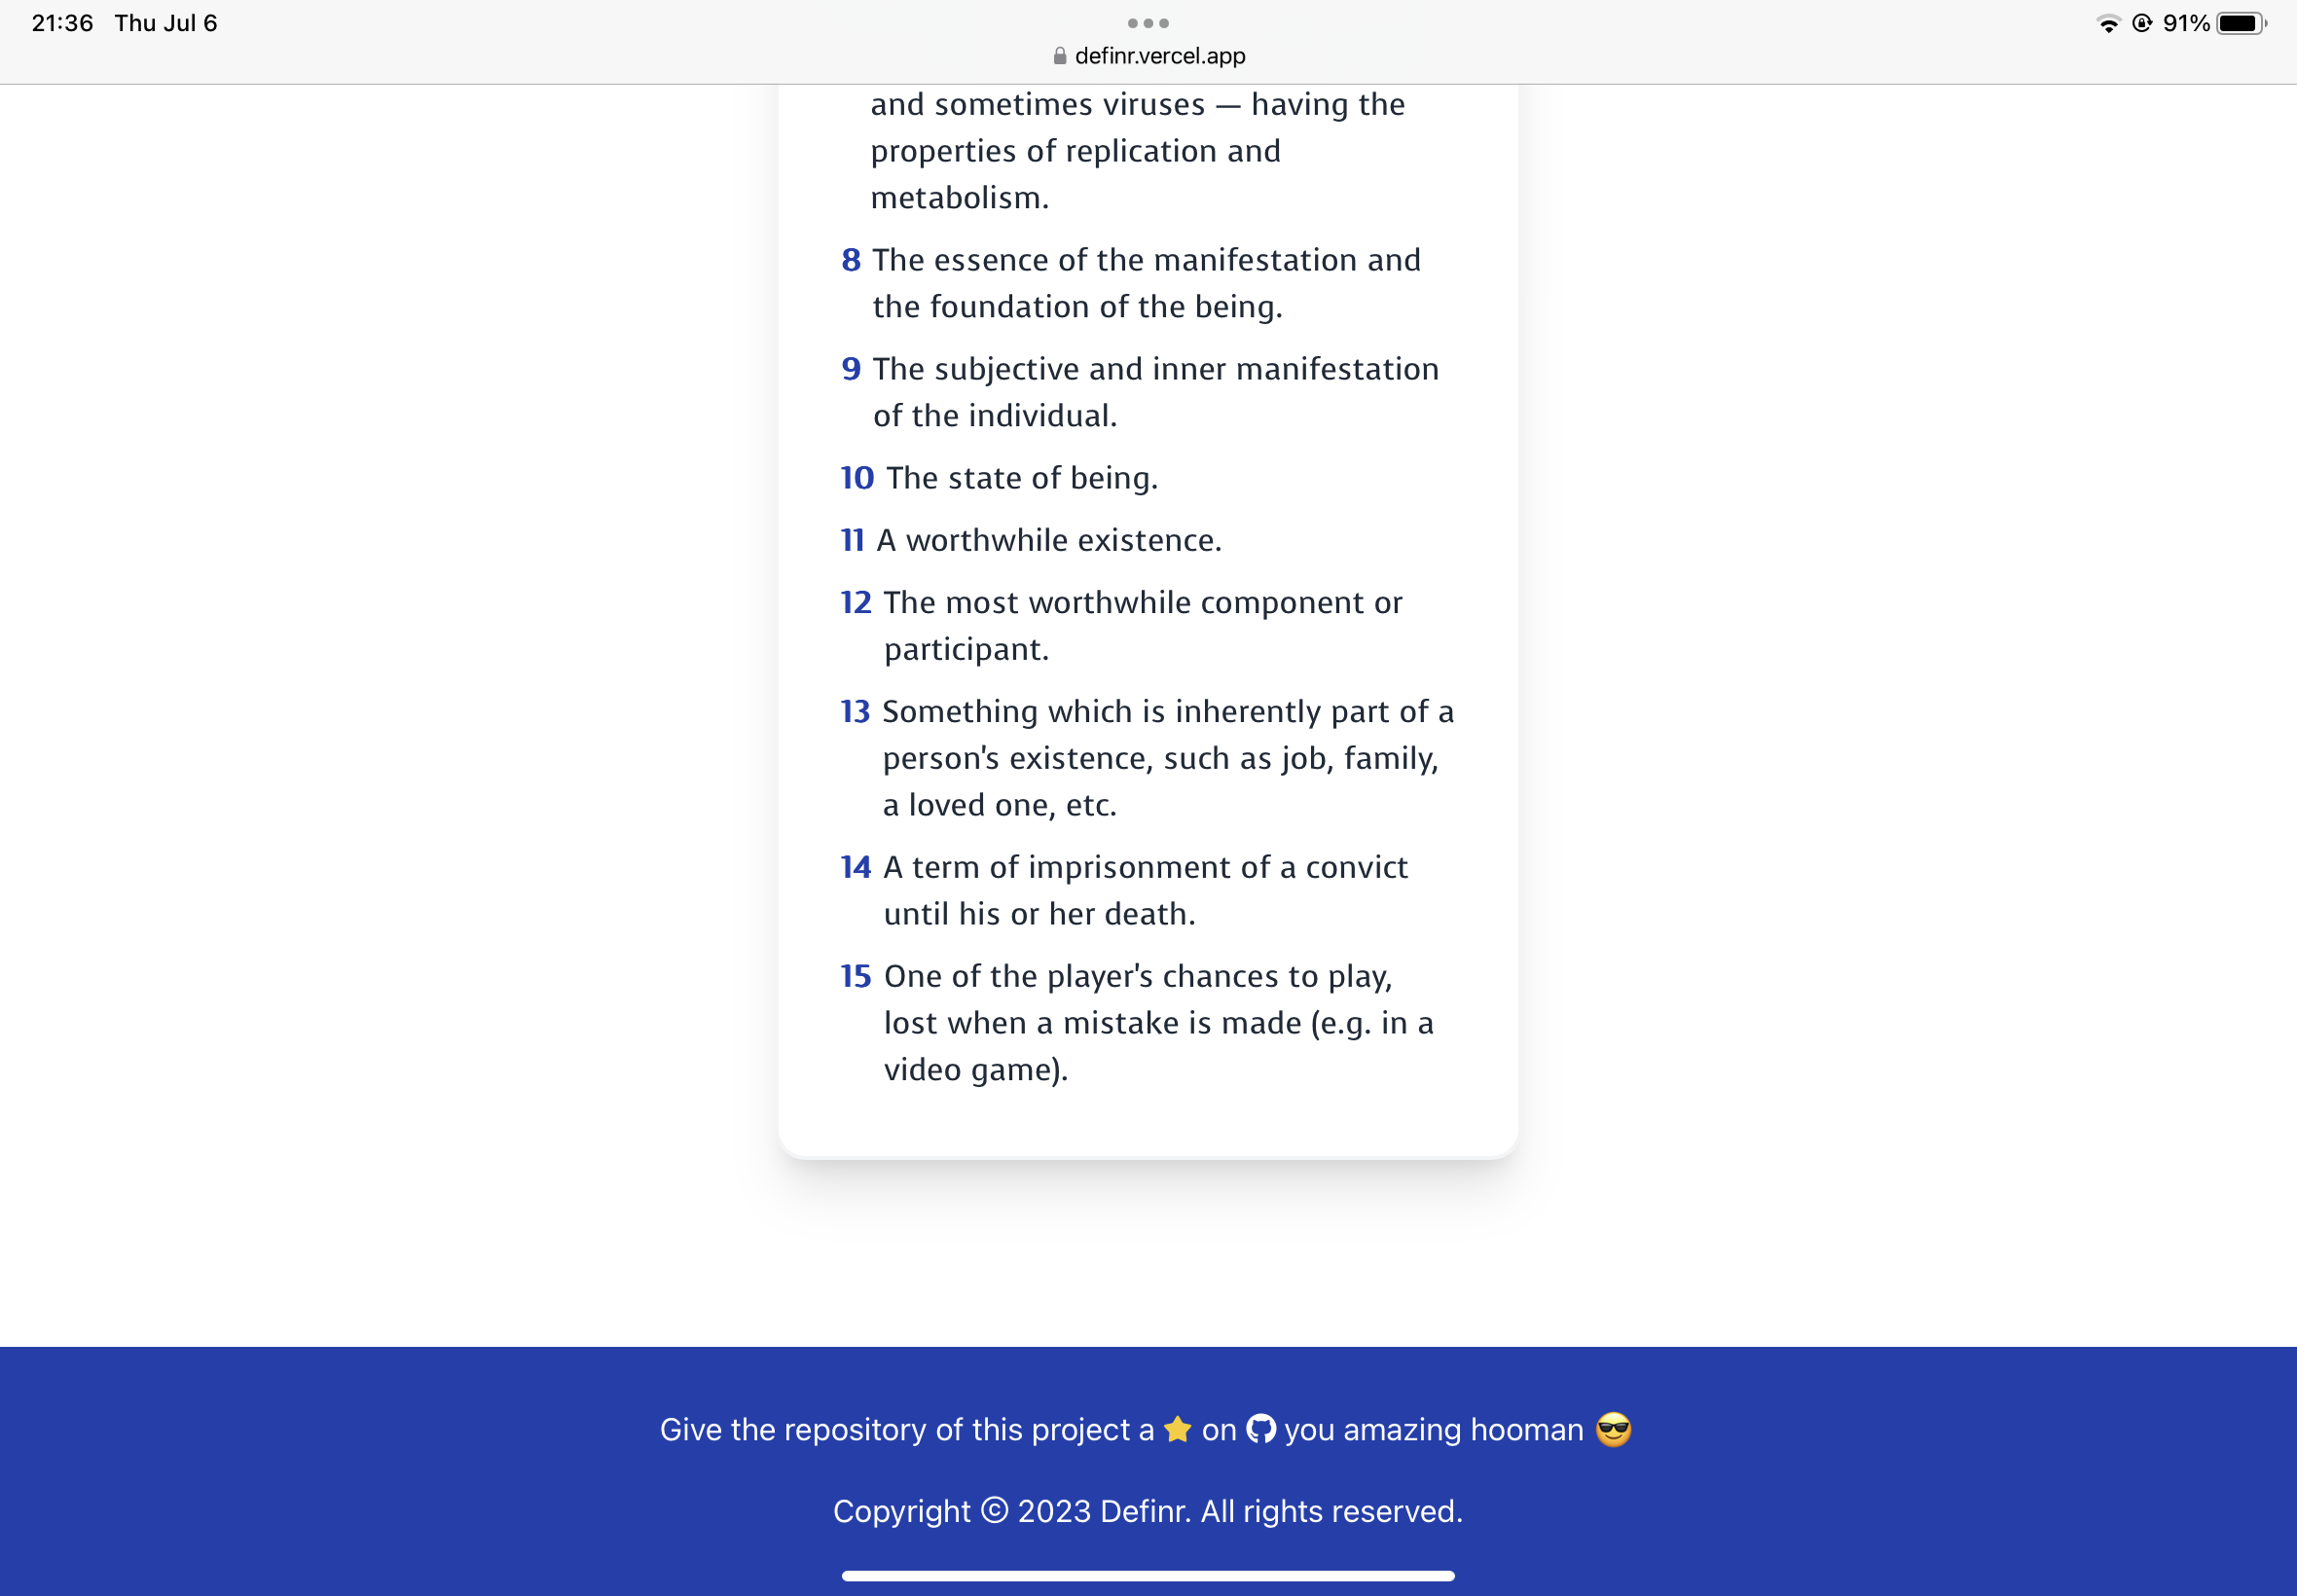 21:36 Thu Jul 6
91%
definr.vercel.app
and sometimes viruses — having the
properties of replication and
metabolism.
8 The essence of the manifestation and
the foundation of the being.
9 The subjective and inner manifestation
of the individual.
10 The state of being.
11 A worthwhile existence.
12 The most worthwhile component or
participant.
13 Something which is inherently part of a
person's existence, such as job, family,
a loved one, etc.
14 A term of imprisonment of a convict
until his or her death.
15 One of the player's chances to play,
lost when a mistake is made (e.g. in a
video game).
Give the repository of this project a ⭐ on you amazing hooman 😎
Copyright © 2023 Definr. All rights reserved.